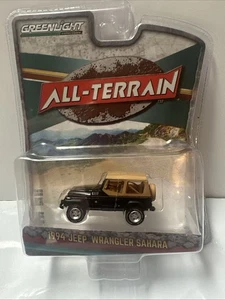 GREENLIGHT
ALL-TERRAIN
1994 JEEP WRANGLER SAHARA